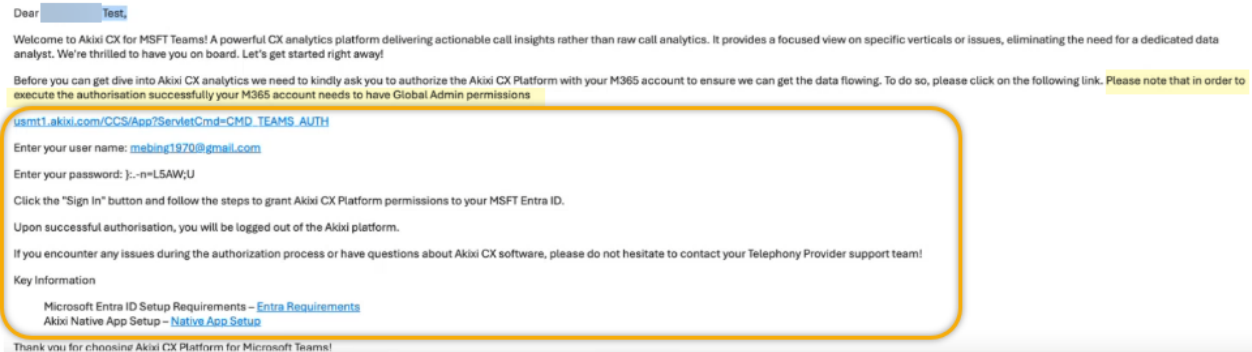 Dear Test,
Welcome to Akixi CX for MSFT Teams! A powerful CX analytics platform delivering actionable call insights rather than raw call analytics. It provides a focused view on specific verticals or issues, eliminating the need for a dedicated data
analyst. We're thrilled to have you on board. Let's get started right away!
Before you can get dive into Akixi CX analytics we need to kindly ask you to authorize the Akixi CX Platform with your M365 account to ensure we can get the data flowing. To do so, please click on the following link. Please note that in order to
execute the authorisation successfully your M365 account needs to have Global Admin permissions
usmt1.akixi.com/CCS/App?ServletCmd=CMD_TEAMS_AUTH
Enter your user name: mebing1970@gmail.com
Enter your password: }:.-n=L5AW;U
Click the "Sign In" button and follow the steps to grant Akixi CX Platform permissions to your MSFT Entra ID.
Upon successful authorisation, you will be logged out of the Akixi platform.
If you encounter any issues during the authorization process or have questions about Akixi CX software, please do not hesitate to contact your Telephony Provider support team!
Key Information
Microsoft Entra ID Setup Requirements – Entra Requirements
Akixi Native App Setup – Native App Setup
Thank you for choosing Akixi CX Platform for Microsoft Teams!